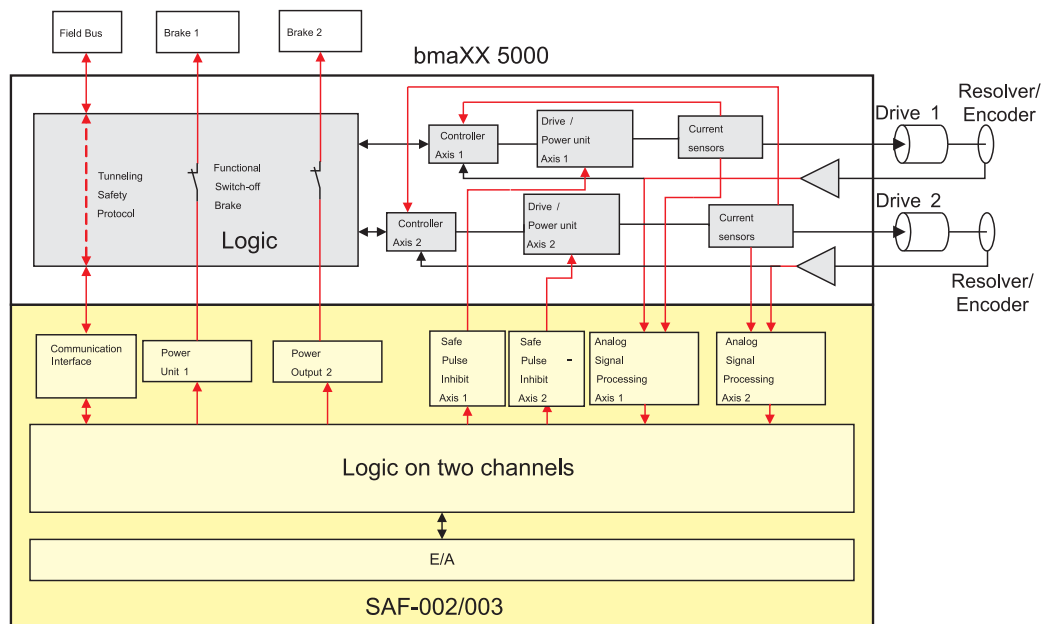 Field Bus
Brake 1
Brake 2
bmaXX 5000
Resolver/
Encoder
Drive 1
Controller
Axis 1
Drive /
Power unit
Axis 1
Current
sensors
Tunneling
Safety
Protocol
Functional
Switch-off
Brake
Logic
Controller
Axis 2
Drive /
Power unit
Axis 2
Current
sensors
Drive 2
Resolver/
Encoder
Communication
Interface
Power
Unit 1
Power
Output 2
Safe
Pulse
Inhibit
Axis 1
Safe
Pulse -
Inhibit
Axis 2
Analog
Signal
Processing
Axis 1
Analog
Signal
Processing
Axis 2
Logic on two channels
E/A
SAF-002/003